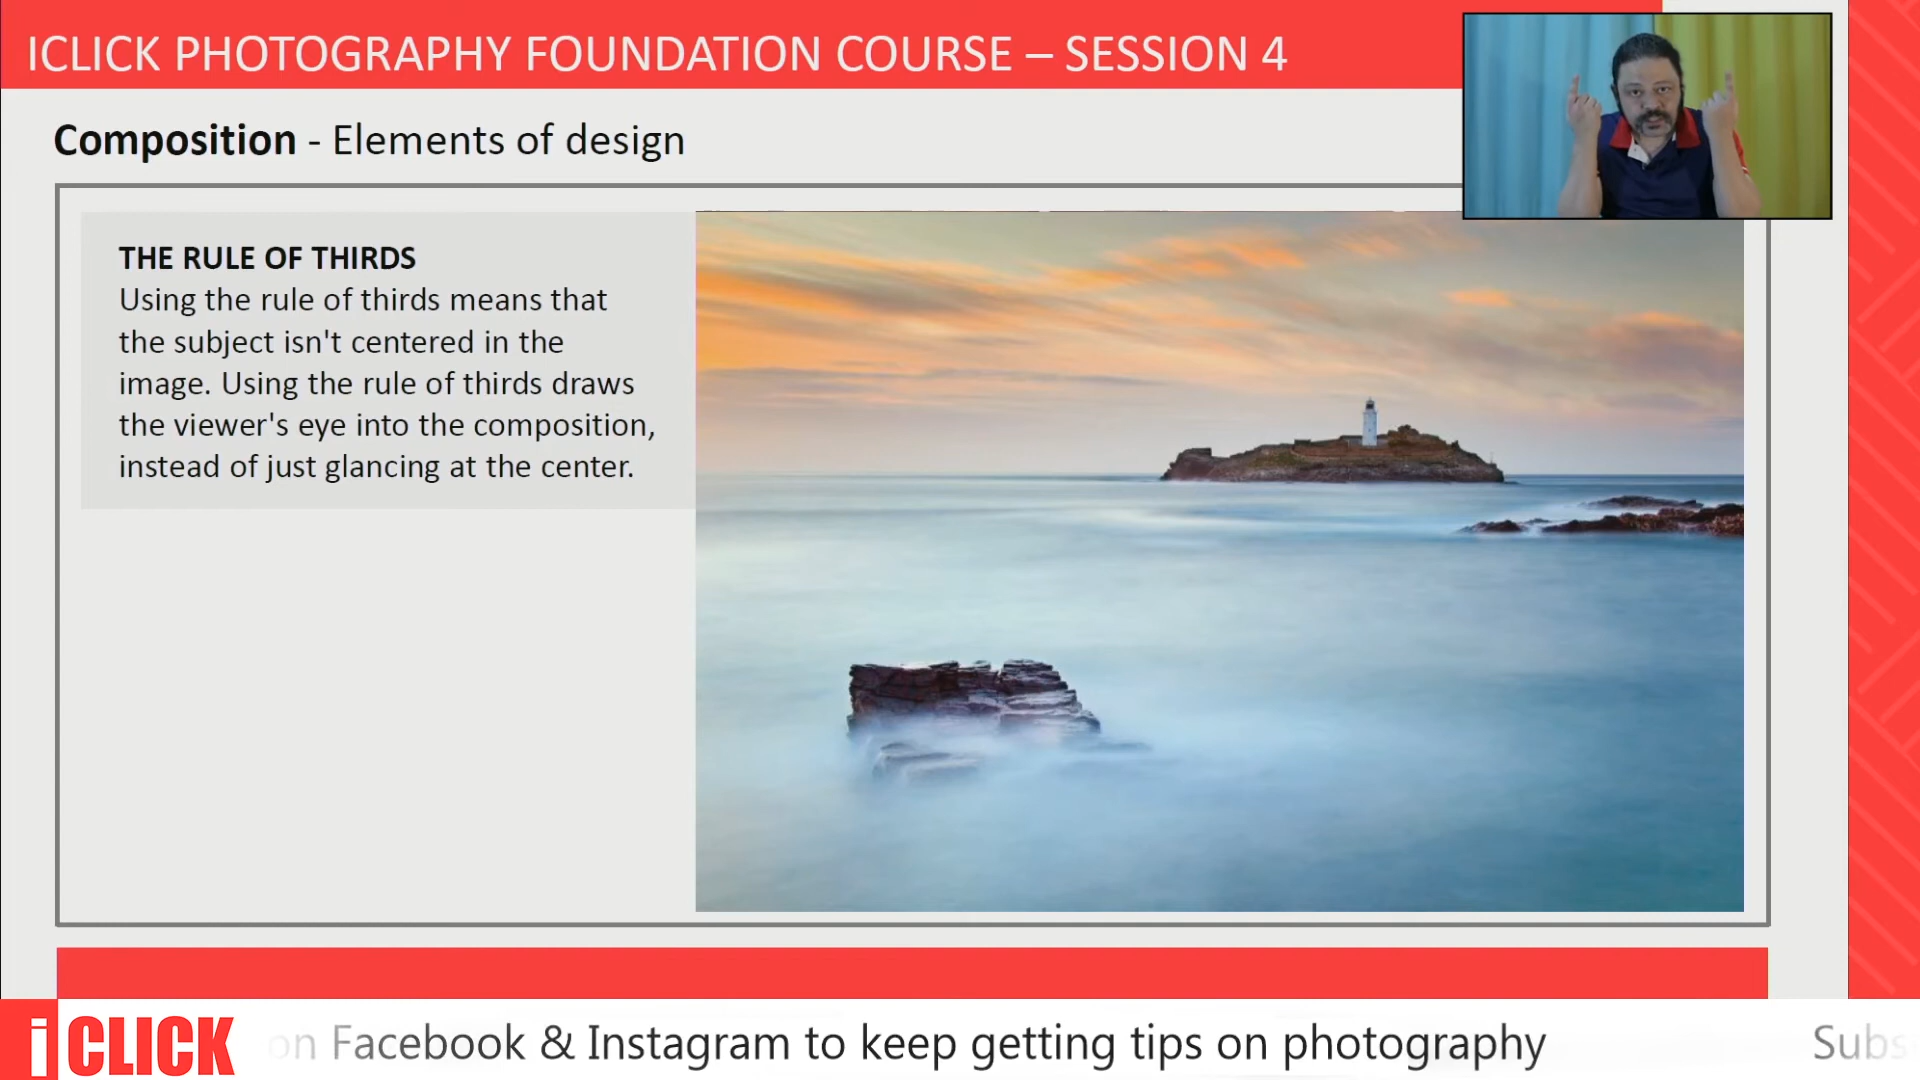 ICLICK PHOTOGRAPHY FOUNDATION COURSE – SESSION 4
Composition - Elements of design
THE RULE OF THIRDS
Using the rule of thirds means that
the subject isn't centered in the
image. Using the rule of thirds draws
the viewer's eye into the composition,
instead of just glancing at the center.
iCLICK
on Facebook & Instagram to keep getting tips on photography
Subs